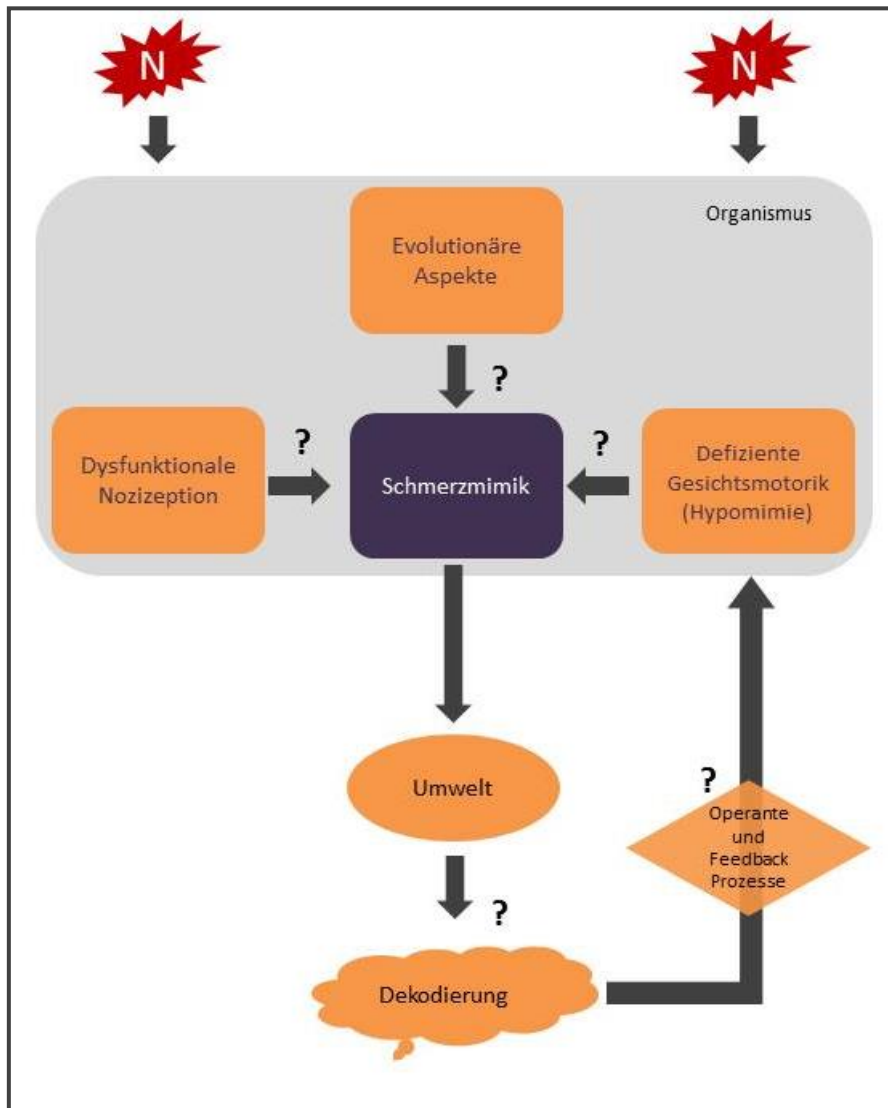 N
N
Organismus
Evolutionäre
Aspekte
?
Dysfunktionale
Nozizeption
?
Schmerzmimik
?
Defiziente
Gesichtsmotorik
(Hypomimie)
Umwelt
?
Operante
und
Feedback
Prozesse
?
Dekodierung